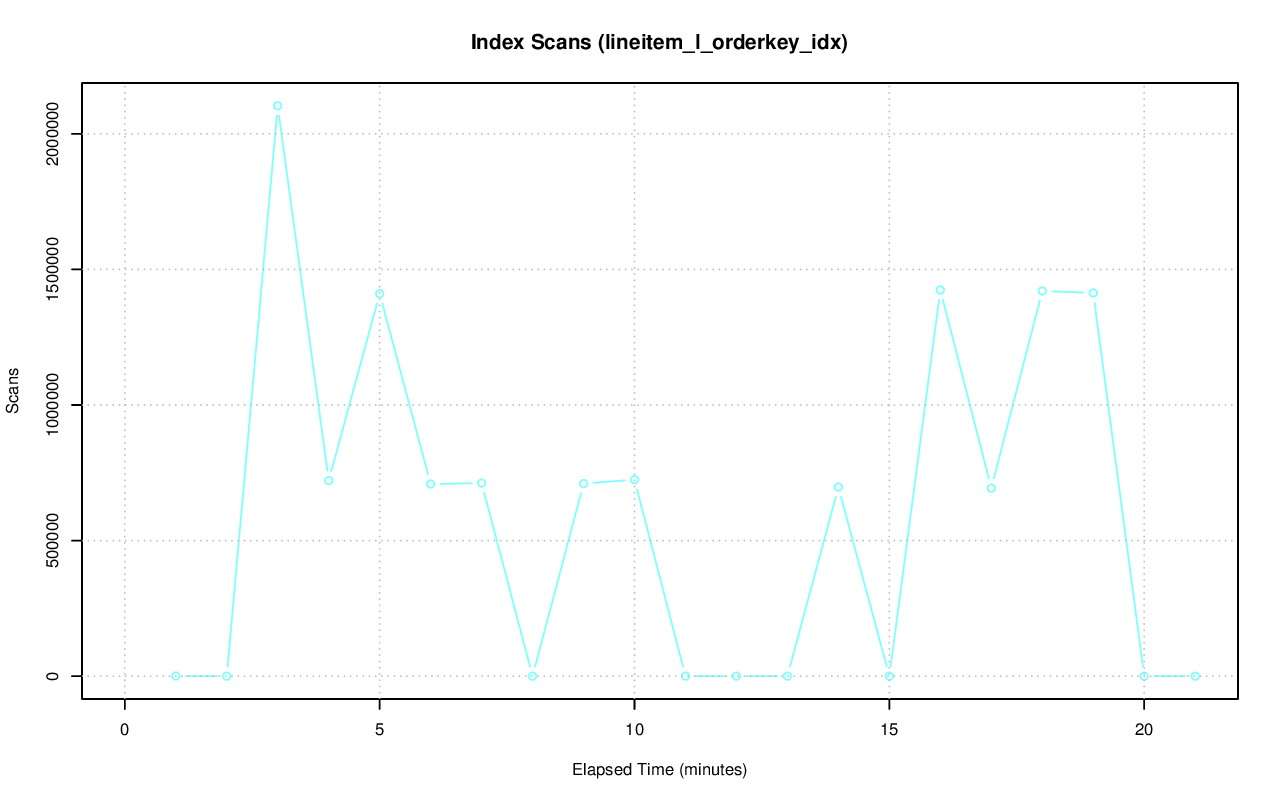 Index Scans (lineitem_l_orderkey_idx)
Scans
2000000
1500000
1000000
500000
0
0 5 10 15 20
Elapsed Time (minutes)